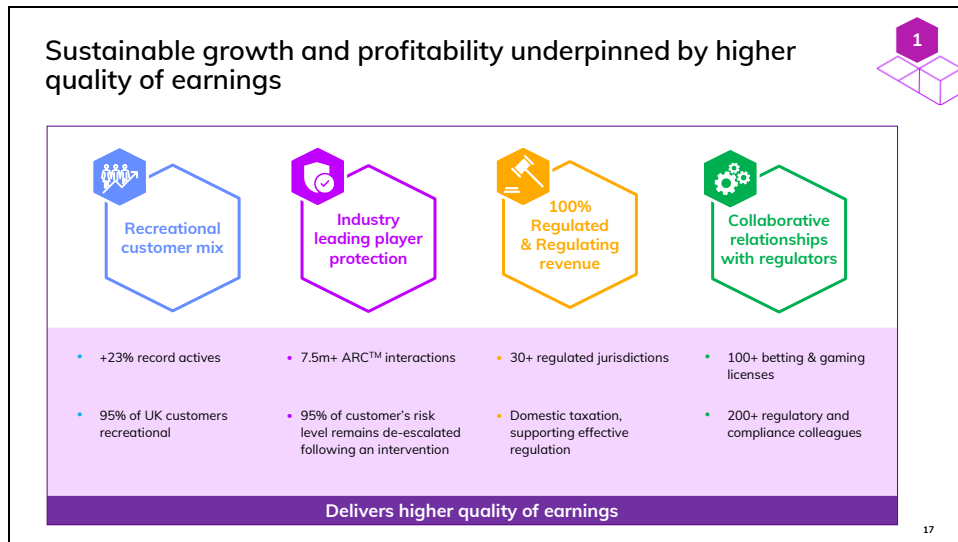 Sustainable growth and profitability underpinned by higher
quality of earnings
1
Recreational
customer mix
Industry
leading player
protection
100%
Regulated
& Regulating
revenue
Collaborative
relationships
with regulators
• +23% record actives
• 95% of UK customers
recreational
• 7.5m+ ARC™ interactions
• 95% of customer's risk
level remains de-escalated
following an intervention
• 30+ regulated jurisdictions
• Domestic taxation,
supporting effective
regulation
• 100+ betting & gaming
licenses
• 200+ regulatory and
compliance colleagues
Delivers higher quality of earnings
17